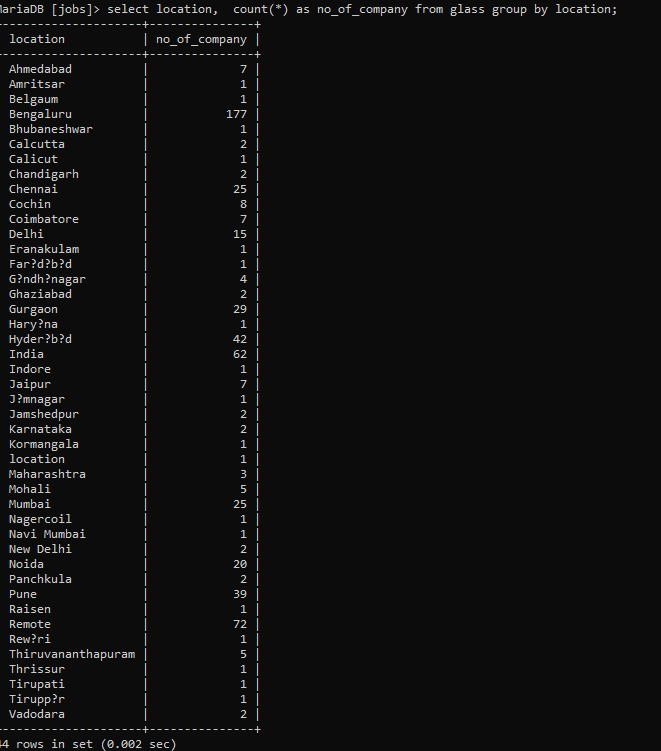 MariaDB [jobs]> select location,  count(*) as no_of_company from glass group by location;
--------------------+---------------+
 location           | no_of_company |
--------------------+---------------+
 Ahmedabad          |             7 |
 Amritsar           |             1 |
 Belgaum            |             1 |
 Bengaluru          |           177 |
 Bhubaneshwar       |             1 |
 Calcutta           |             2 |
 Calicut            |             1 |
 Chandigarh         |             2 |
 Chennai            |            25 |
 Cochin             |             8 |
 Coimbatore         |             7 |
 Delhi              |            15 |
 Eranakulam         |             1 |
 Far?d?b?d          |             1 |
 G?ndh?nagar        |             4 |
 Ghaziabad          |             2 |
 Gurgaon            |            29 |
 Hary?na            |             1 |
 Hyder?b?d          |            42 |
 India              |            62 |
 Indore             |             1 |
 Jaipur             |             7 |
 J?mnagar           |             1 |
 Jamshedpur         |             2 |
 Karnataka          |             2 |
 Kormangala         |             1 |
 location           |             1 |
 Maharashtra        |             3 |
 Mohali             |             5 |
 Mumbai             |            25 |
 Nagercoil          |             1 |
 Navi Mumbai        |             1 |
 New Delhi          |             2 |
 Noida              |            20 |
 Panchkula          |             2 |
 Pune               |            39 |
 Raisen             |             1 |
 Remote             |            72 |
 Rew?ri             |             1 |
 Thiruvananthapuram |             5 |
 Thrissur           |             1 |
 Tirupati           |             1 |
 Tirupp?r           |             1 |
 Vadodara           |             2 |
--------------------+---------------+
44 rows in set (0.002 sec)